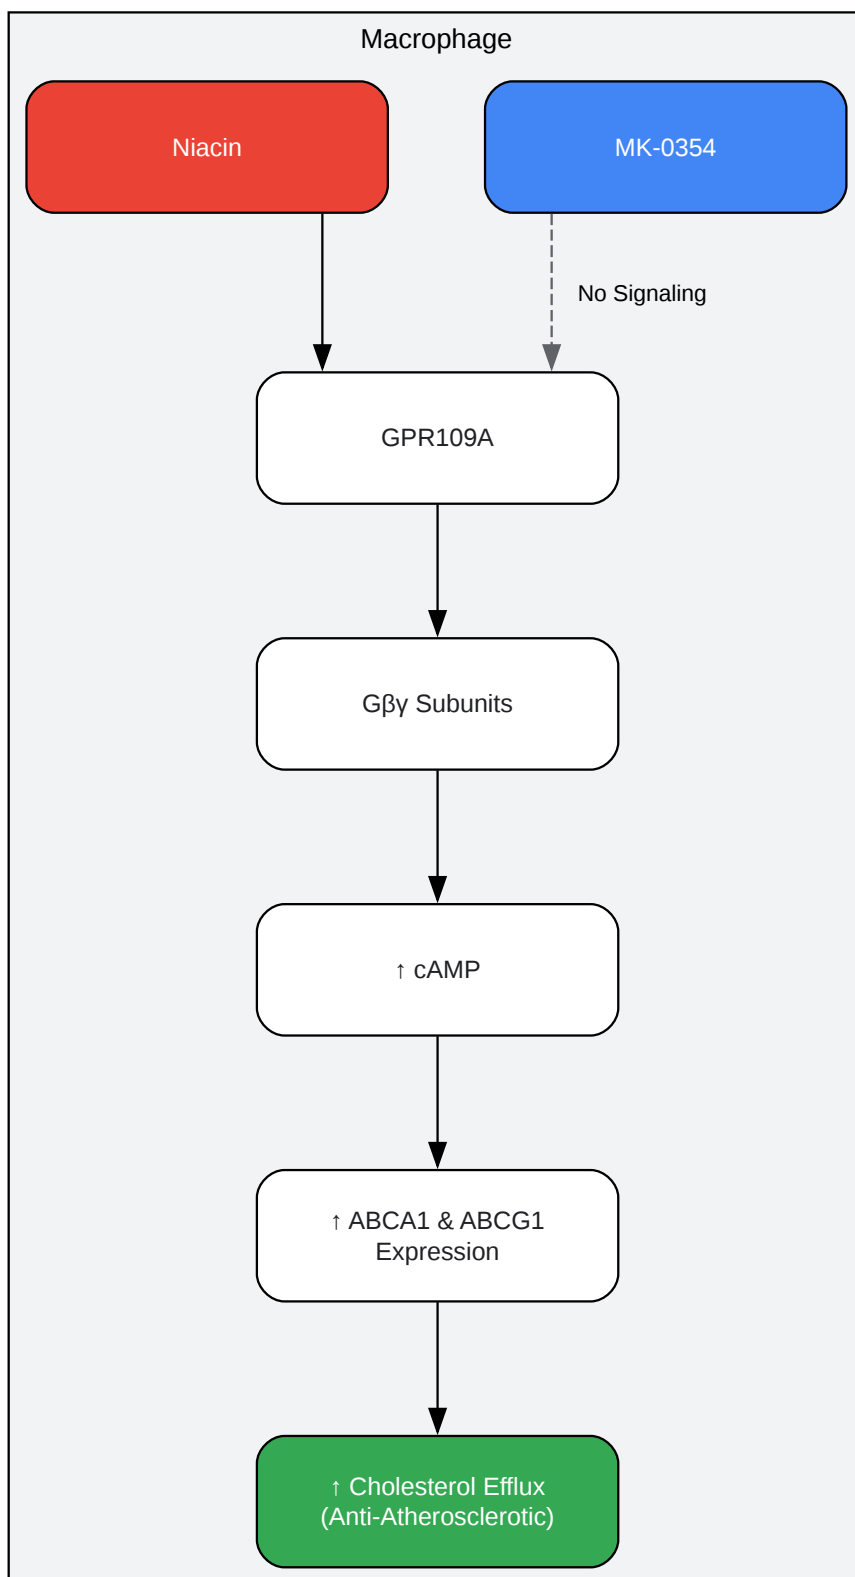 Macrophage
Niacin
MK-0354
No Signaling
GPR109A
Gβγ Subunits
↑ cAMP
↑ ABCA1 & ABCG1
Expression
↑ Cholesterol Efflux
(Anti-Atherosclerotic)